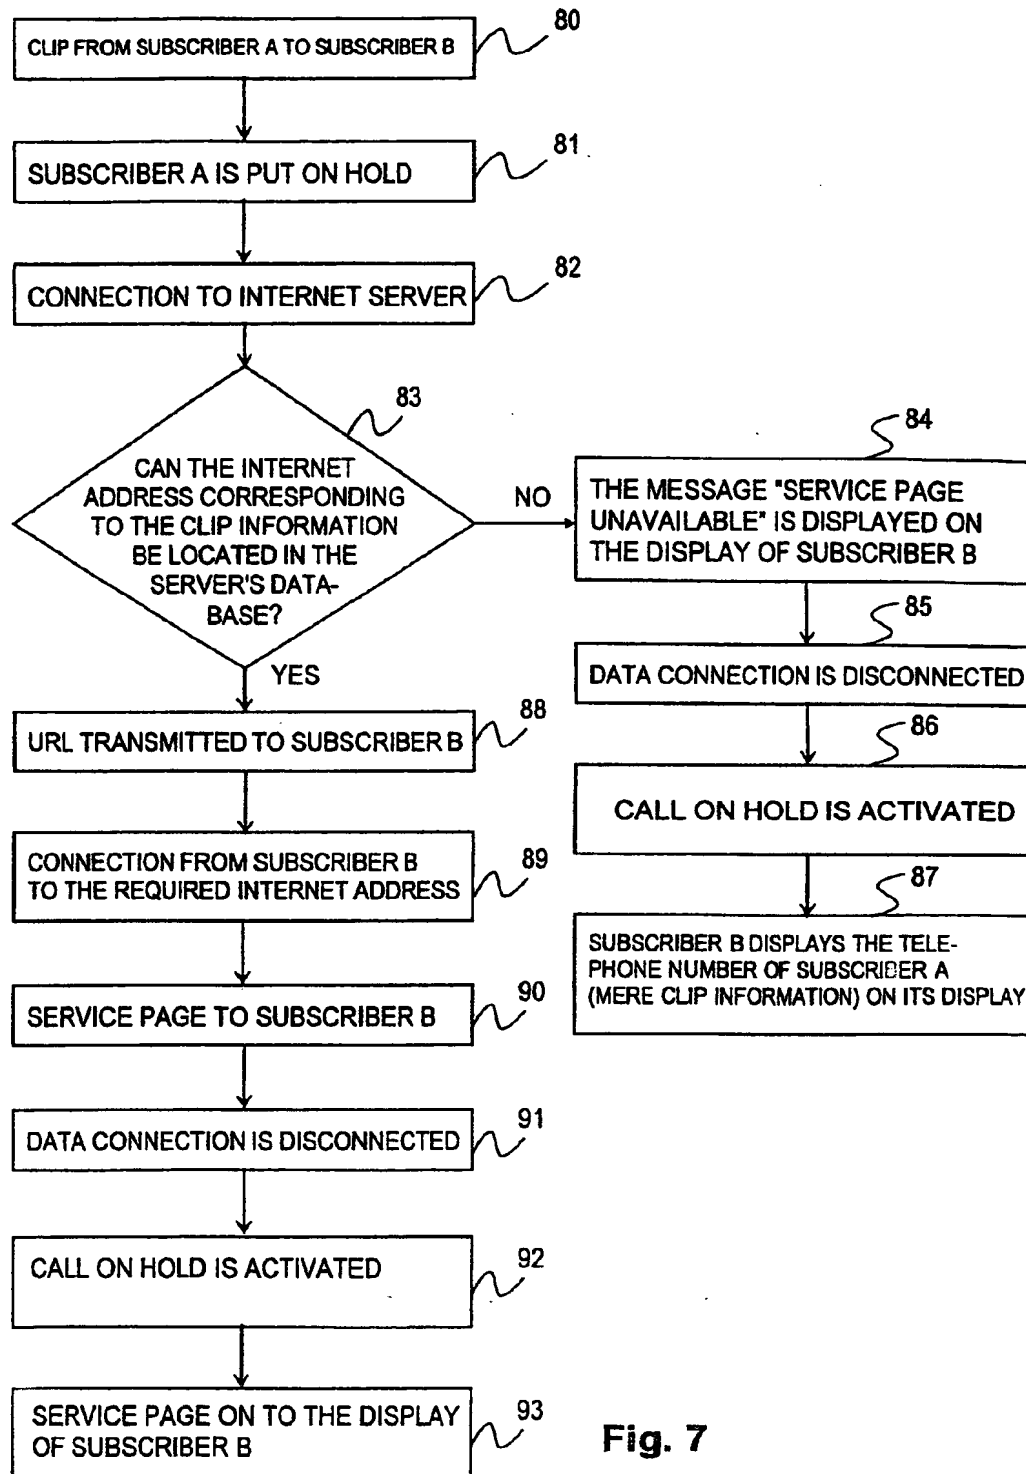 80
CLIP FROM SUBSCRIBER A TO SUBSCRIBER B
81
SUBSCRIBER A IS PUT ON HOLD
82
CONNECTION TO INTERNET SERVER
83
CAN THE INTERNET
ADDRESS CORRESPONDING
TO THE CLIP INFORMATION
BE LOCATED IN THE
SERVER'S DATA-
BASE?
NO
YES
84
THE MESSAGE "SERVICE PAGE
UNAVAILABLE" IS DISPLAYED ON
THE DISPLAY OF SUBSCRIBER B
85
DATA CONNECTION IS DISCONNECTED
86
CALL ON HOLD IS ACTIVATED
87
SUBSCRIBER B DISPLAYS THE TELE-
PHONE NUMBER OF SUBSCRIBER A
(MERE CLIP INFORMATION) ON ITS DISPLAY
88
URL TRANSMITTED TO SUBSCRIBER B
89
CONNECTION FROM SUBSCRIBER B
TO THE REQUIRED INTERNET ADDRESS
90
SERVICE PAGE TO SUBSCRIBER B
91
DATA CONNECTION IS DISCONNECTED
92
CALL ON HOLD IS ACTIVATED
93
SERVICE PAGE ON TO THE DISPLAY
OF SUBSCRIBER B
Fig. 7